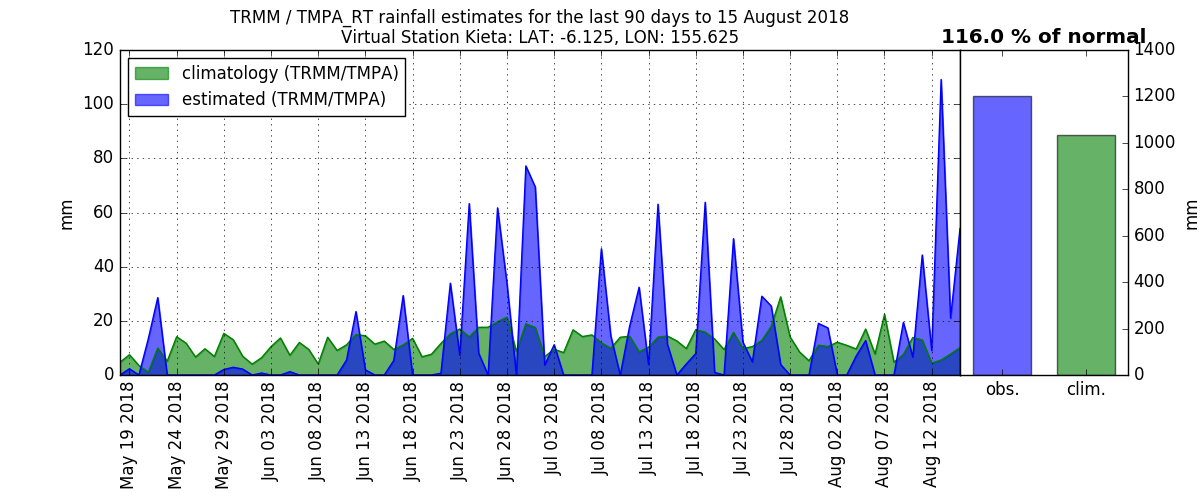 TRMM / TMPA_RT rainfall estimates for the last 90 days to 15 August 2018
Virtual Station Kieta: LAT: -6.125, LON: 155.625
116.0 % of normal
climatology (TRMM/TMPA)
estimated (TRMM/TMPA)
mm
120
100
80
60
40
20
0
May 19 2018
May 24 2018
May 29 2018
Jun 03 2018
Jun 08 2018
Jun 13 2018
Jun 18 2018
Jun 23 2018
Jun 28 2018
Jul 03 2018
Jul 08 2018
Jul 13 2018
Jul 18 2018
Jul 23 2018
Jul 28 2018
Aug 02 2018
Aug 07 2018
Aug 12 2018
obs.
clim.
1400
1200
1000
800
600
400
200
0
mm